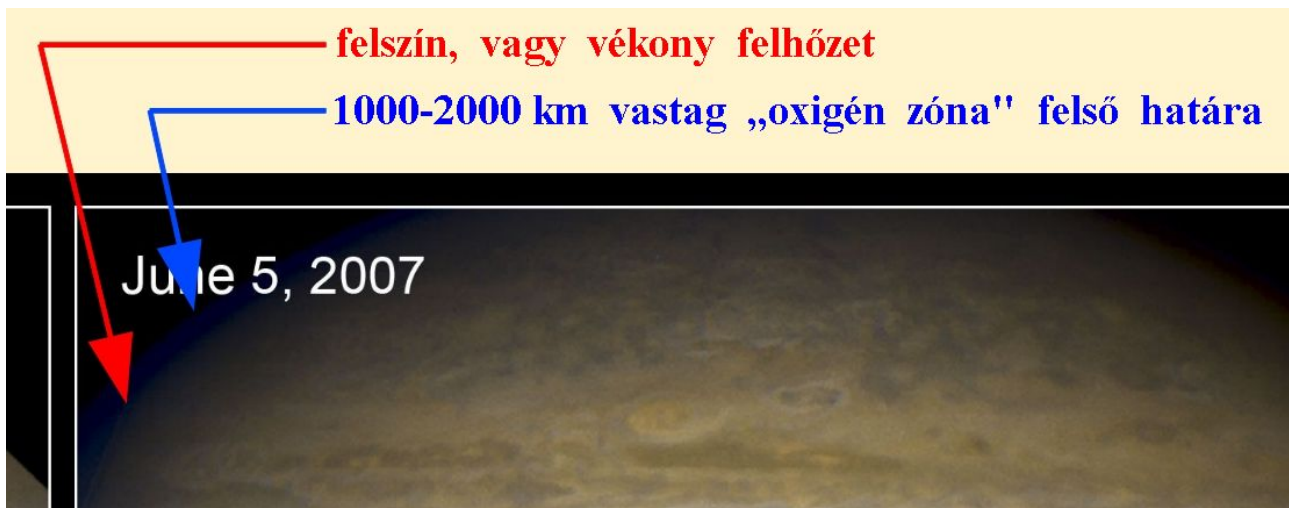 felszín, vagy vékony felhőzet
1000-2000 km vastag „oxigén zóna" felső határa
June 5, 2007